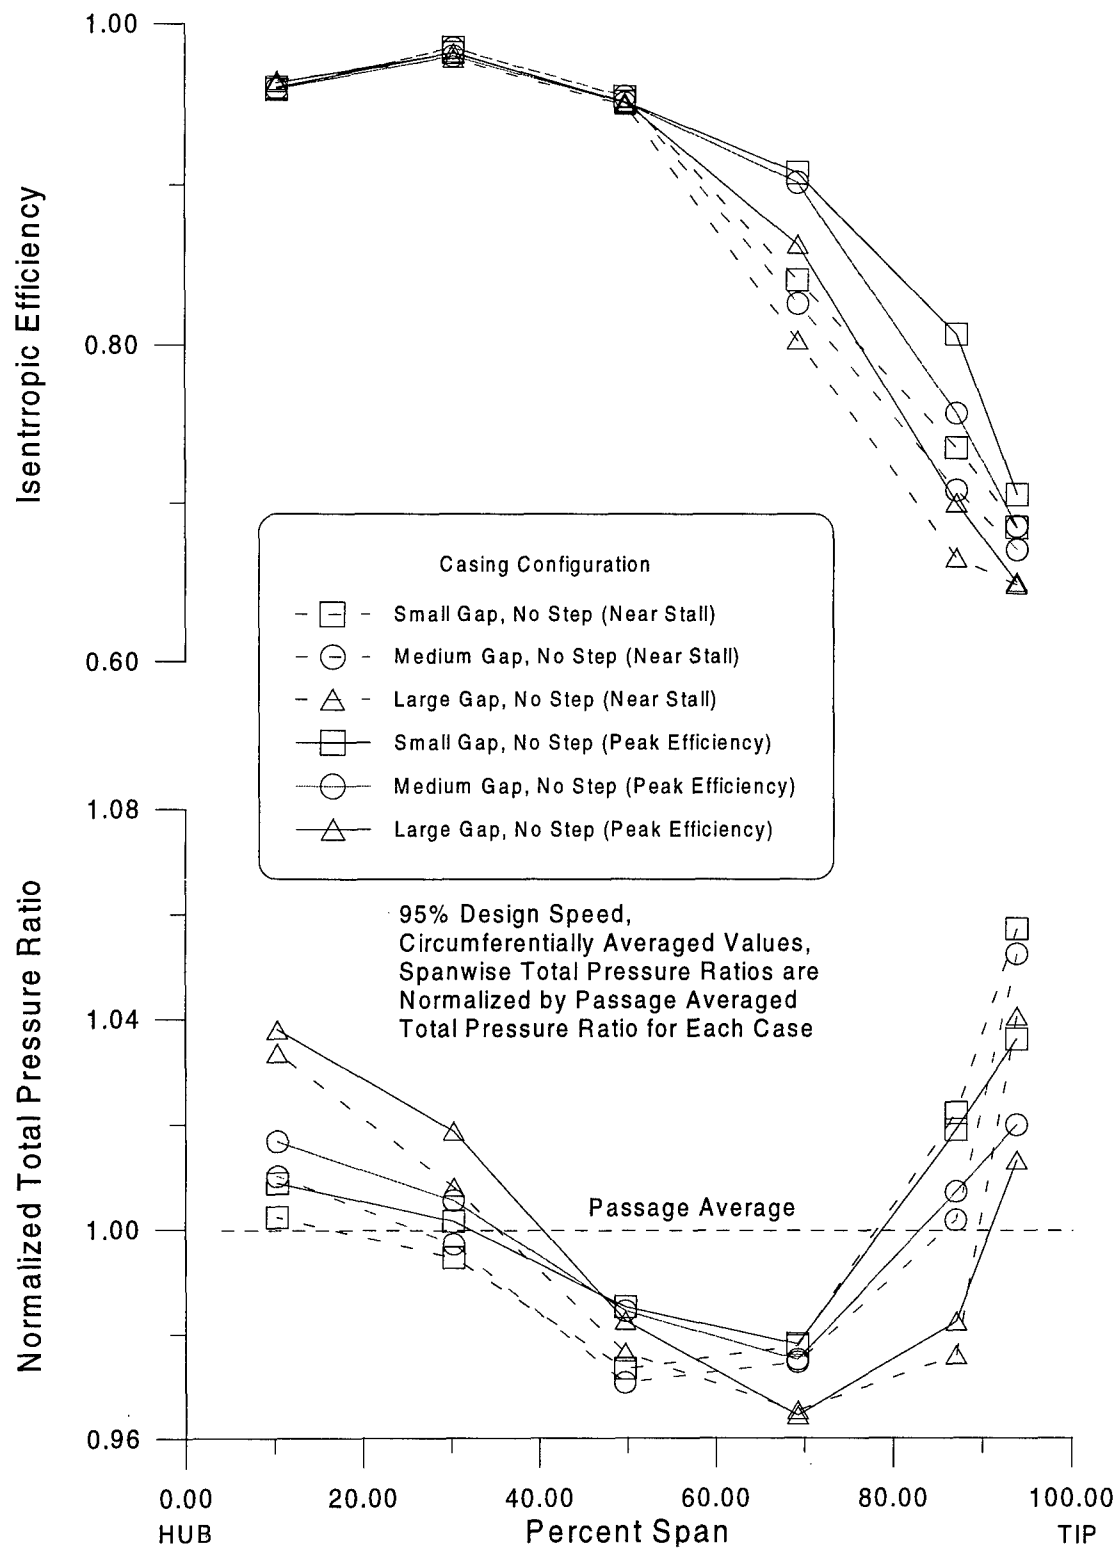 1.00
0.80
0.60
Isentrropic Efficiency
Casing Configuration
Small Gap, No Step (Near Stall)
Medium Gap, No Step (Near Stall)
Large Gap, No Step (Near Stall)
Small Gap, No Step (Peak Efficiency)
Medium Gap, No Step (Peak Efficiency)
Large Gap, No Step (Peak Efficiency)
95% Design Speed,
Circumferentially Averaged Values,
Spanwise Total Pressure Ratios are
Normalized by Passage Averaged
Total Pressure Ratio for Each Case
1.08
1.04
1.00
0.96
Normalized Total Pressure Ratio
Passage Average
0.00 20.00 40.00 60.00 80.00 100.00
HUB Percent Span TIP